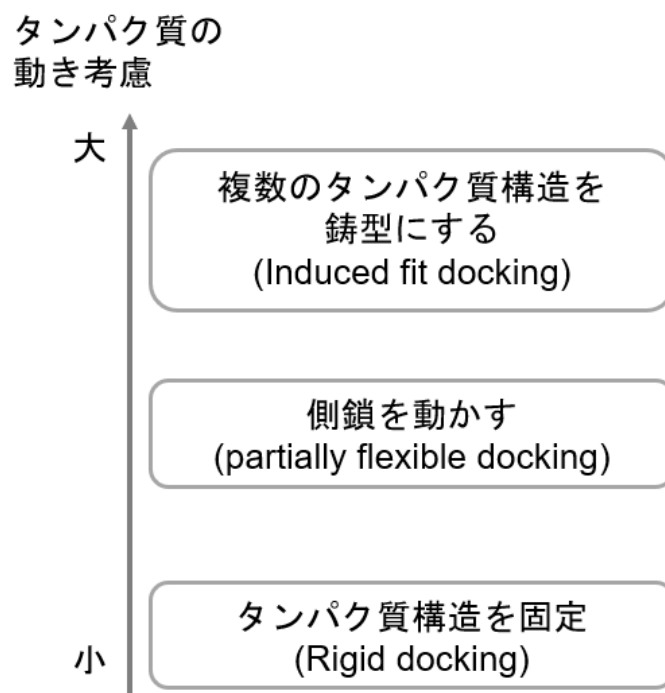 タンパク質の
動き考慮
大
複数のタンパク質構造を
鋳型にする
(Induced fit docking)
側鎖を動かす
(partially flexible docking)
タンパク質構造を固定
(Rigid docking)
小